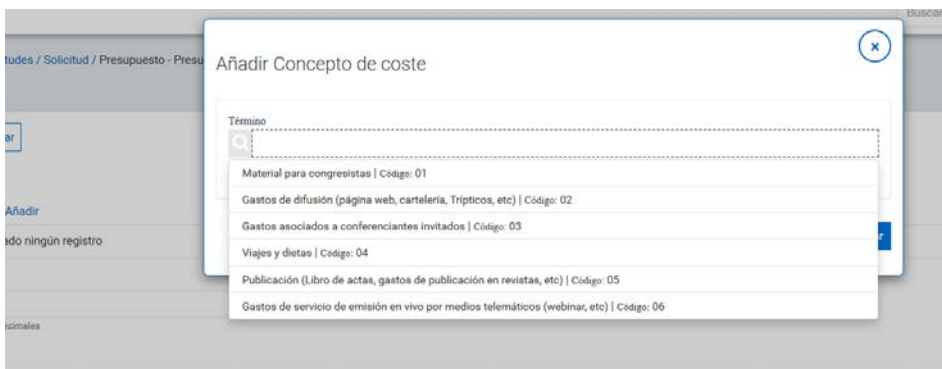 Buscar
tudes / Solicitud / Presupuesto - Presu
Añadir Concepto de coste
x
Término
ar
Material para congresistas | Código: 01
Gastos de difusión (página web, cartelería, Trípticos, etc) | Código: 02
Añadir
Gastos asociados a conferenciantes invitados | Código: 03
ado ningún registro
r
Viajes y dietas | Código: 04
Publicación (Libro de actas, gastos de publicación en revistas, etc) | Código: 05
Gastos de servicio de emisión en vivo por medios telemáticos (webinar, etc) | Código: 06
ecimales